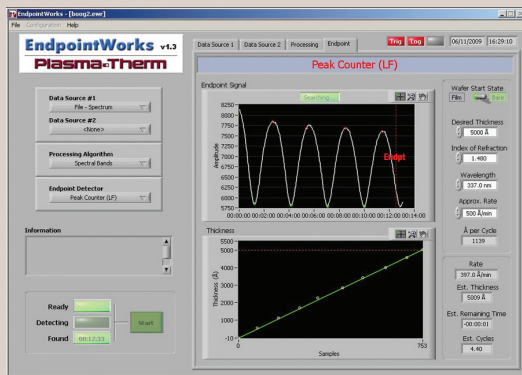 EndpointWorks - [boog2.ewr]
File Configuration Help
EndpointWorks v1.3
Plasma-Therm
Data Source 1 Data Source 2 Processing Endpoint
Trig Log 06/11/2009 16:29:10
Peak Counter (LF)
Data Source #1
File - Spectrum
Data Source #2
<None>
Processing Algorithm
Spectral Bands
Endpoint Detector
Peak Counter (LF)
Information
Ready
Detecting
Found 00:12:33
Start
Endpoint Signal
Searching...
Amplitude
8250
8000
7750
7500
7250
7000
6750
6500
6250
6000
5750
Endpt
00:00:00 00:02:00 00:04:00 00:06:00 00:08:00 00:10:00 00:12:00 00:14:00
Thickness
Thickness (Å)
5500
5000
4000
3000
2000
1000
-10
0 753
Samples
Wafer Start State
Film Bare
Desired Thickness
5000 Å
Index of Refraction
1.480
Wavelength
337.0 nm
Approx. Rate
500 Å/min
Å per Cycle
1139
Rate
397.0 Å/min
Est. Thickness
5009 Å
Est. Remaining Time
-00:00:01
Est. Cycles
4.40